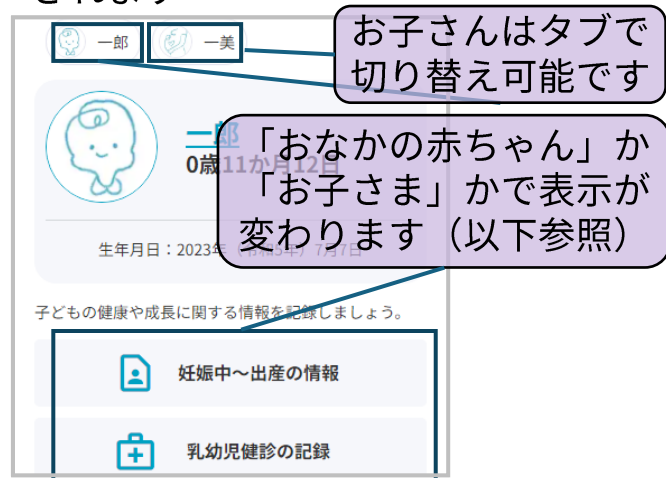 一郎
一美
お子さんはタブで
切り替え可能です
一郎
0歳11か月12日
「おなかの赤ちゃん」か
「お子さま」かで表示が
変わります（以下参照）
生年月日：2023年（令和5年）7月7日
子どもの健康や成長に関する情報を記録しましょう。
妊娠中～出産の情報
乳幼児健診の記録